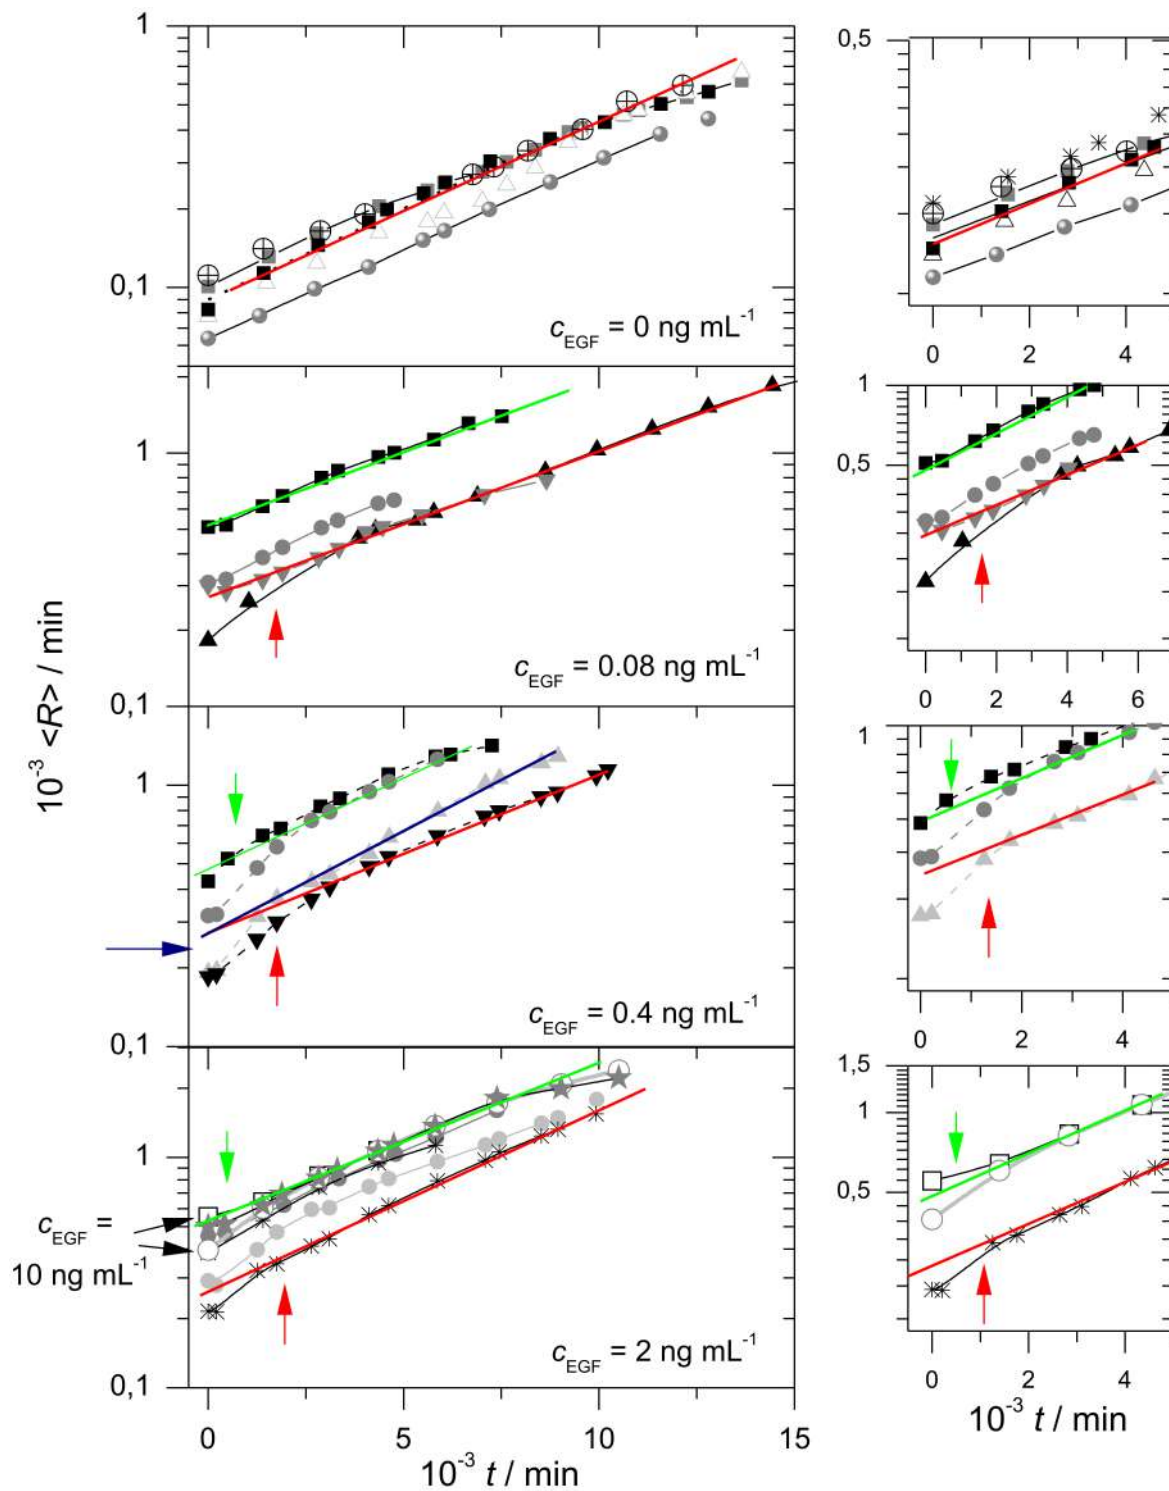 1
0,1
c_EGF = 0 ng mL⁻¹
0,5
0 2 4
1
0,1
c_EGF = 0.08 ng mL⁻¹
1
0,5
0 2 4 6
10⁻³ <R> / min
1
0,1
c_EGF = 0.4 ng mL⁻¹
1
0 2 4
1
0,1
c_EGF =
10 ng mL⁻¹
c_EGF = 2 ng mL⁻¹
0 5 10 15
10⁻³ t / min
1,5
1
0,5
0 2 4
10⁻³ t / min